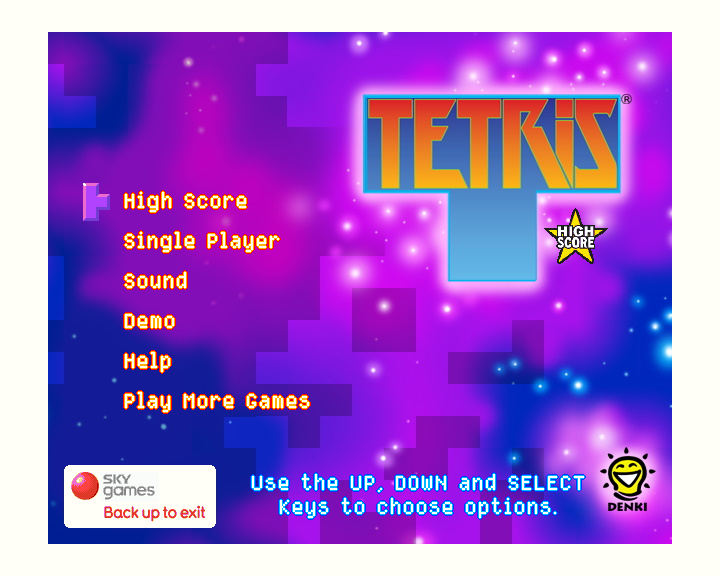 TETRIS®
HIGH
SCORE
High Score
Single Player
Sound
Demo
Help
Play More Games
SKY
games
Back up to exit
Use the UP, DOWN and SELECT
Keys to choose options.
DENKI